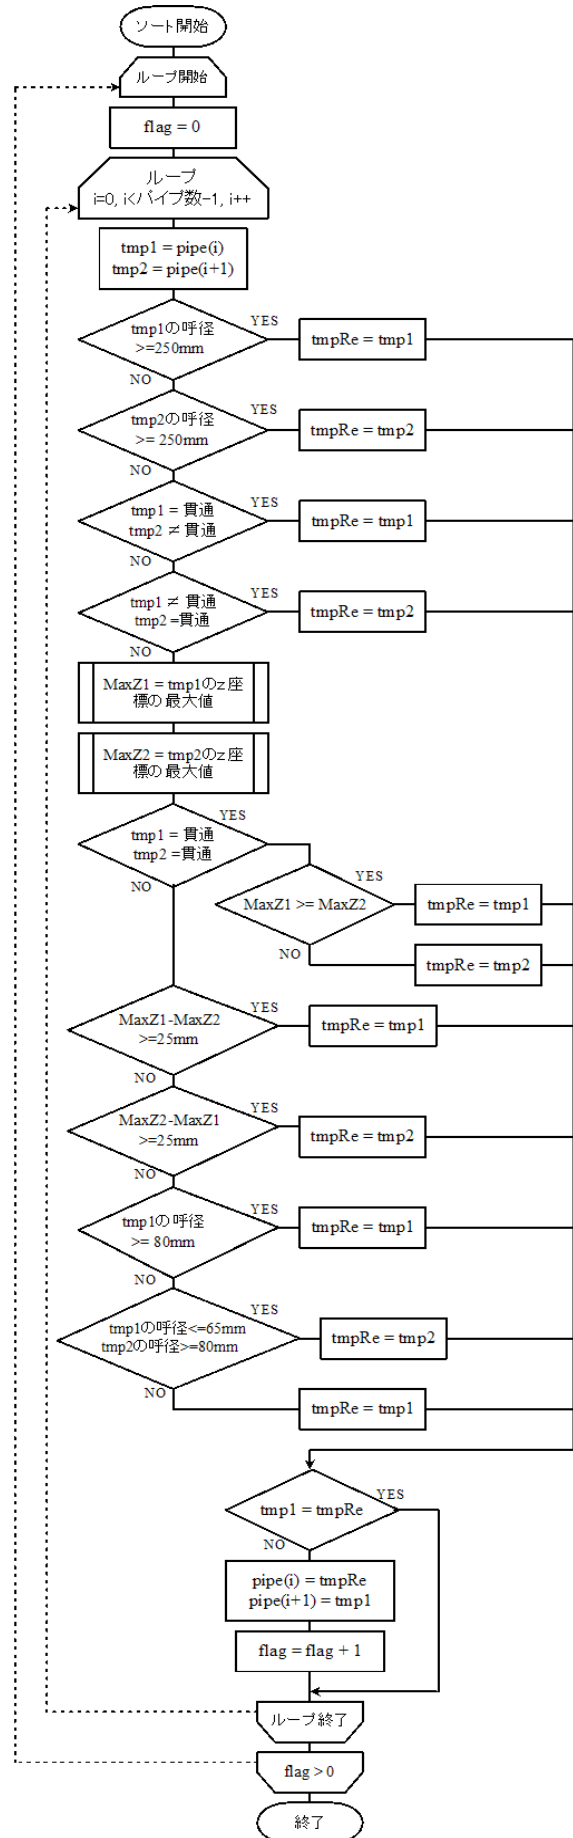 ソート開始
ループ開始
flag = 0
ループ
i=0, i<パイプ数-1, i++
tmp1 = pipe(i)
tmp2 = pipe(i+1)
tmp1の呼径
>=250mm
YES
tmpRe = tmp1
NO
tmp2の呼径
>= 250mm
YES
tmpRe = tmp2
NO
tmp1 = 貫通
tmp2 ≠ 貫通
YES
tmpRe = tmp1
NO
tmp1 ≠ 貫通
tmp2 =貫通
YES
tmpRe = tmp2
NO
MaxZ1 = tmp1のz座
標の最大値
MaxZ2 = tmp2のz座
標の最大値
tmp1 = 貫通
tmp2 =貫通
YES
NO
MaxZ1 >= MaxZ2
YES
tmpRe = tmp1
NO
tmpRe = tmp2
MaxZ1-MaxZ2
>=25mm
YES
tmpRe = tmp1
NO
MaxZ2-MaxZ1
>=25mm
YES
tmpRe = tmp2
NO
tmp1の呼径
>= 80mm
YES
tmpRe = tmp1
NO
tmp1の呼径<=65mm
tmp2の呼径>=80mm
YES
tmpRe = tmp2
NO
tmpRe = tmp1
tmp1 = tmpRe
YES
NO
pipe(i) = tmpRe
pipe(i+1) = tmp1
flag = flag + 1
ループ終了
flag > 0
終了